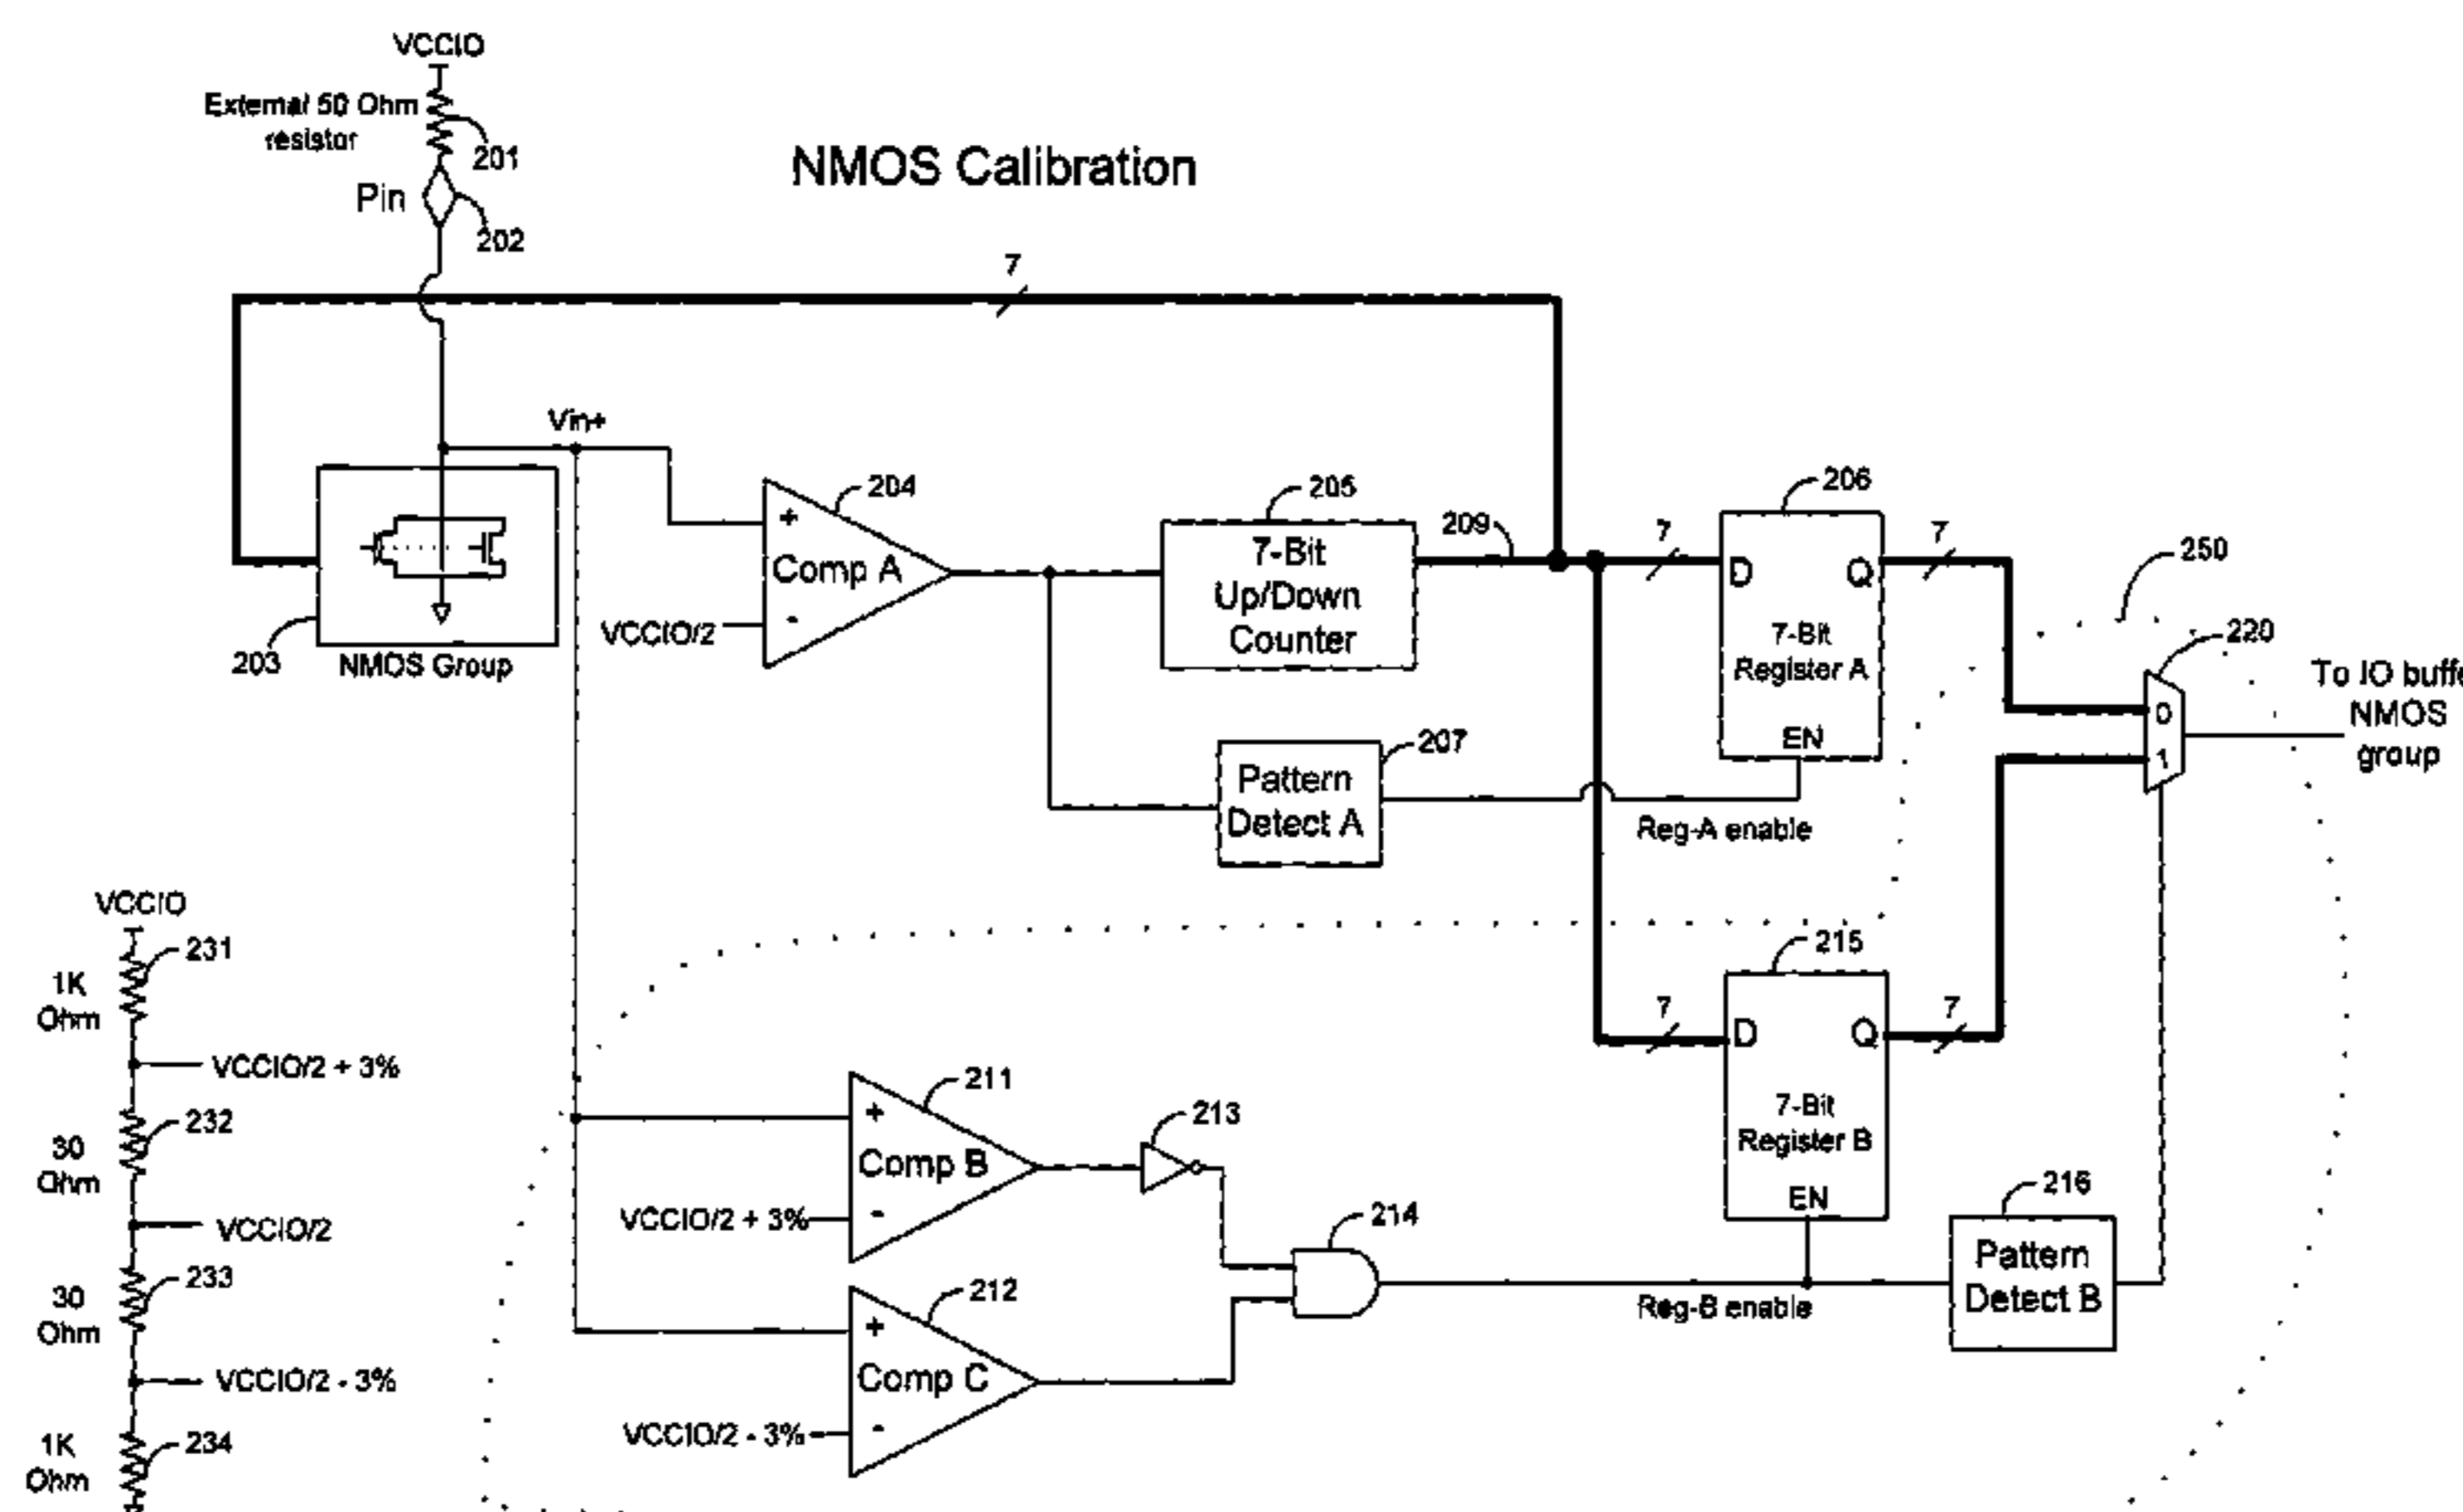 VCCIO
External 50 Ohm
resistor
201
Pin
202
NMOS Calibration
7
Vin+
203
NMOS Group
204
+
Comp A
-
VCCIO/2
205
7-Bit
Up/Down
Counter
209
7
206
D
Q
7-Bit
Register A
EN
7
250
220
0
1
To IO buffe
NMOS
group
207
Pattern
Detect A
Reg-A enable
VCCIO
231
1K
Ohm
VCCIO/2 + 3%
232
30
Ohm
VCCIO/2
233
30
Ohm
VCCIO/2 - 3%
234
1K
Ohm
211
+
Comp B
-
VCCIO/2 + 3%
213
212
+
Comp C
-
VCCIO/2 - 3%
214
Reg-B enable
215
7
D
Q
7
7-Bit
Register B
EN
216
Pattern
Detect B